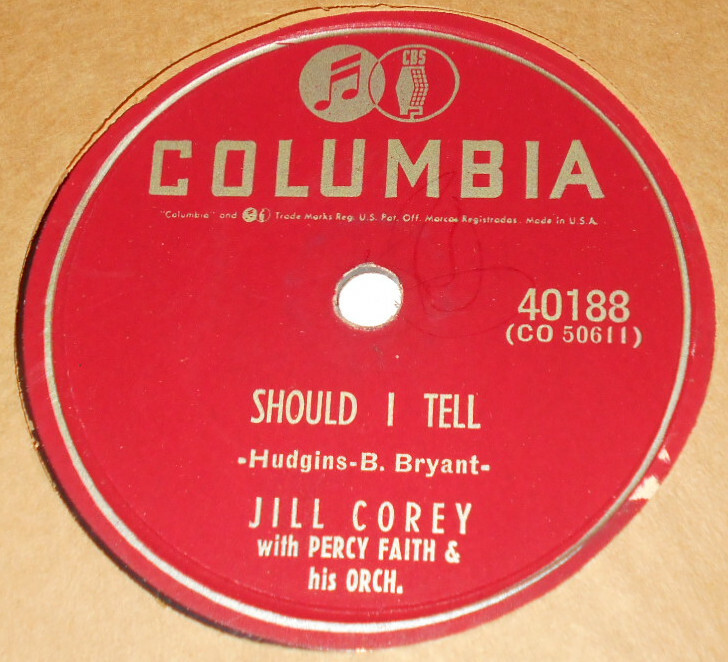 CBS
COLUMBIA
"Columbia" and Trade Marks Reg. U.S. Pat. Off. Marcas Registradas. Made in U.S.A.
40188
(CO 50611)
SHOULD I TELL
-Hudgins-B. Bryant-
JILL COREY
with PERCY FAITH &
his ORCH.